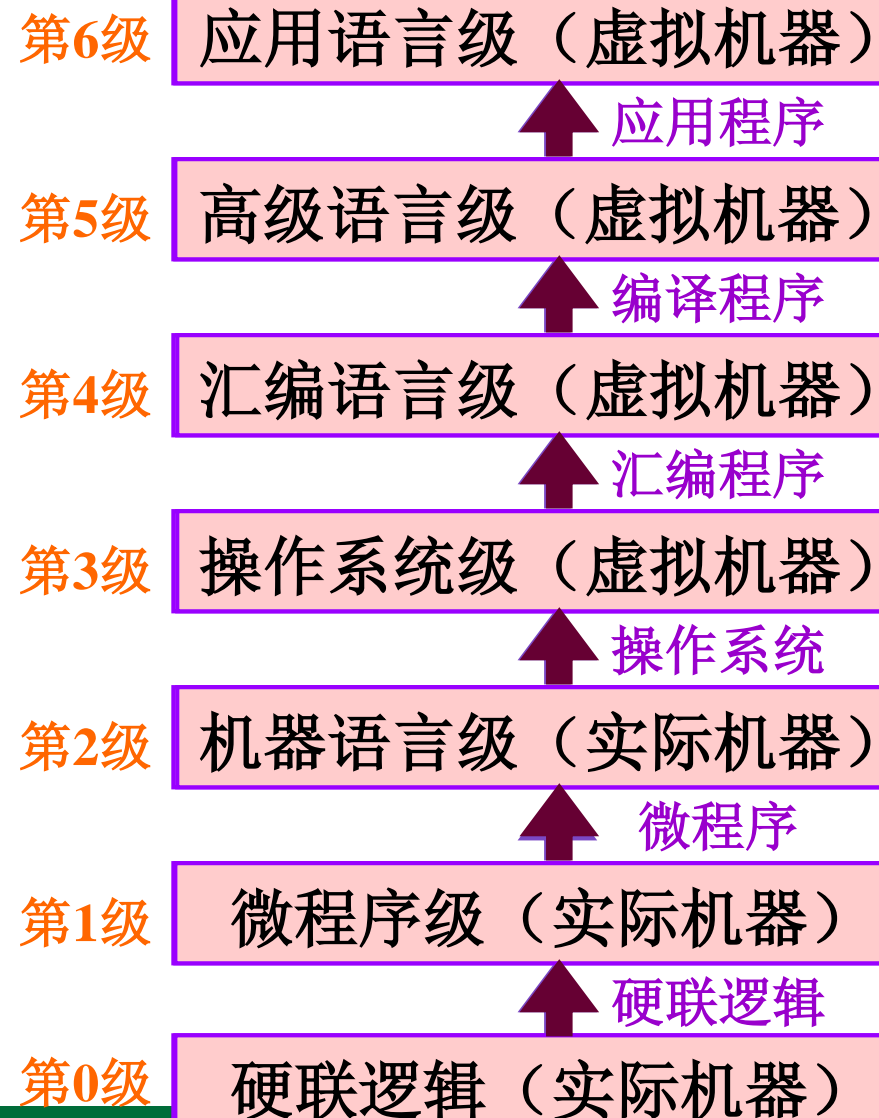 第6级 应用语言级（虚拟机器）
应用程序
第5级 高级语言级（虚拟机器）
编译程序
第4级 汇编语言级（虚拟机器）
汇编程序
第3级 操作系统级（虚拟机器）
操作系统
第2级 机器语言级（实际机器）
微程序
第1级 微程序级（实际机器）
硬联逻辑
第0级 硬联逻辑（实际机器）